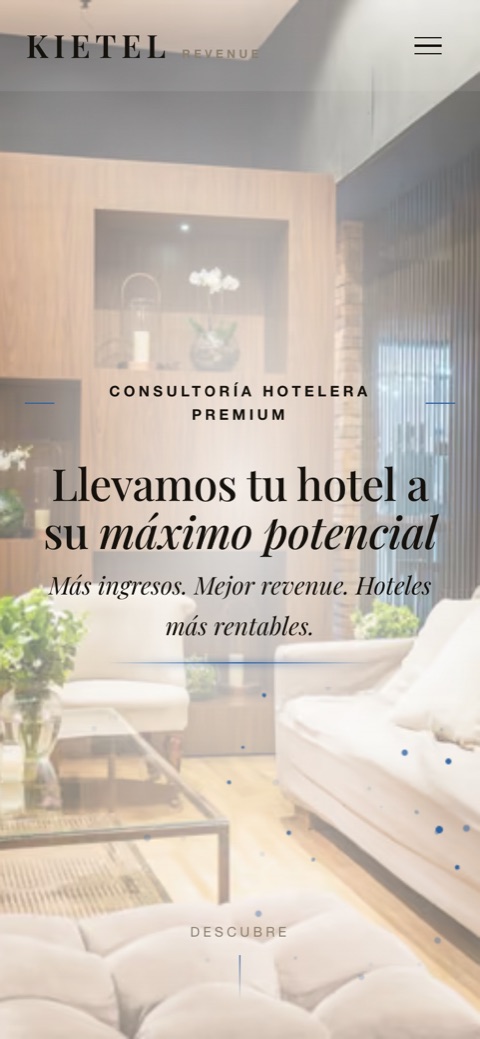 KIETEL REVENUE
CONSULTORÍA HOTELERA
PREMIUM
Llevamos tu hotel a
su máximo potencial
Más ingresos. Mejor revenue. Hoteles
más rentables.
DESCUBRE